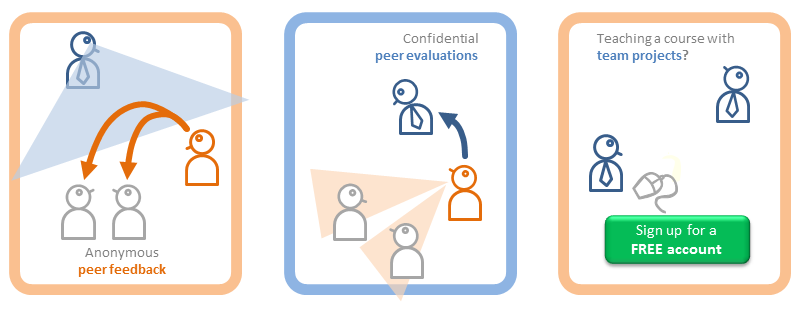 Anonymous
peer feedback
Confidential
peer evaluations
Teaching a course with
team projects?
Sign up for a
FREE account